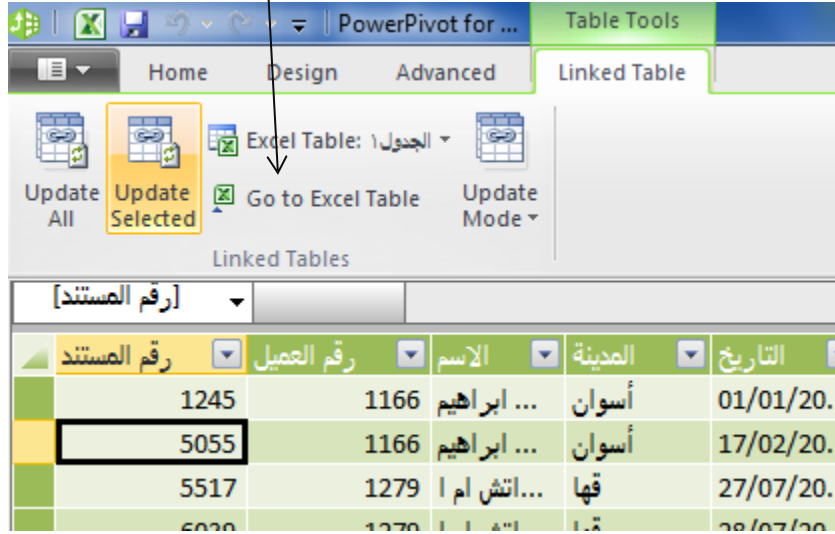 PowerPivot for ... Table Tools
Home Design Advanced Linked Table
Update All
Update Selected
Excel Table: الجدول١
Go to Excel Table
Update Mode
Linked Tables
[رقم المستند]
رقم المستند رقم العميل الاسم المدينة التاريخ
1245 1166 ابراهيم ... أسوان 01/01/20.
5055 1166 ابراهيم ... أسوان 17/02/20.
5517 1279 اتش ام ا... قها 27/07/20.